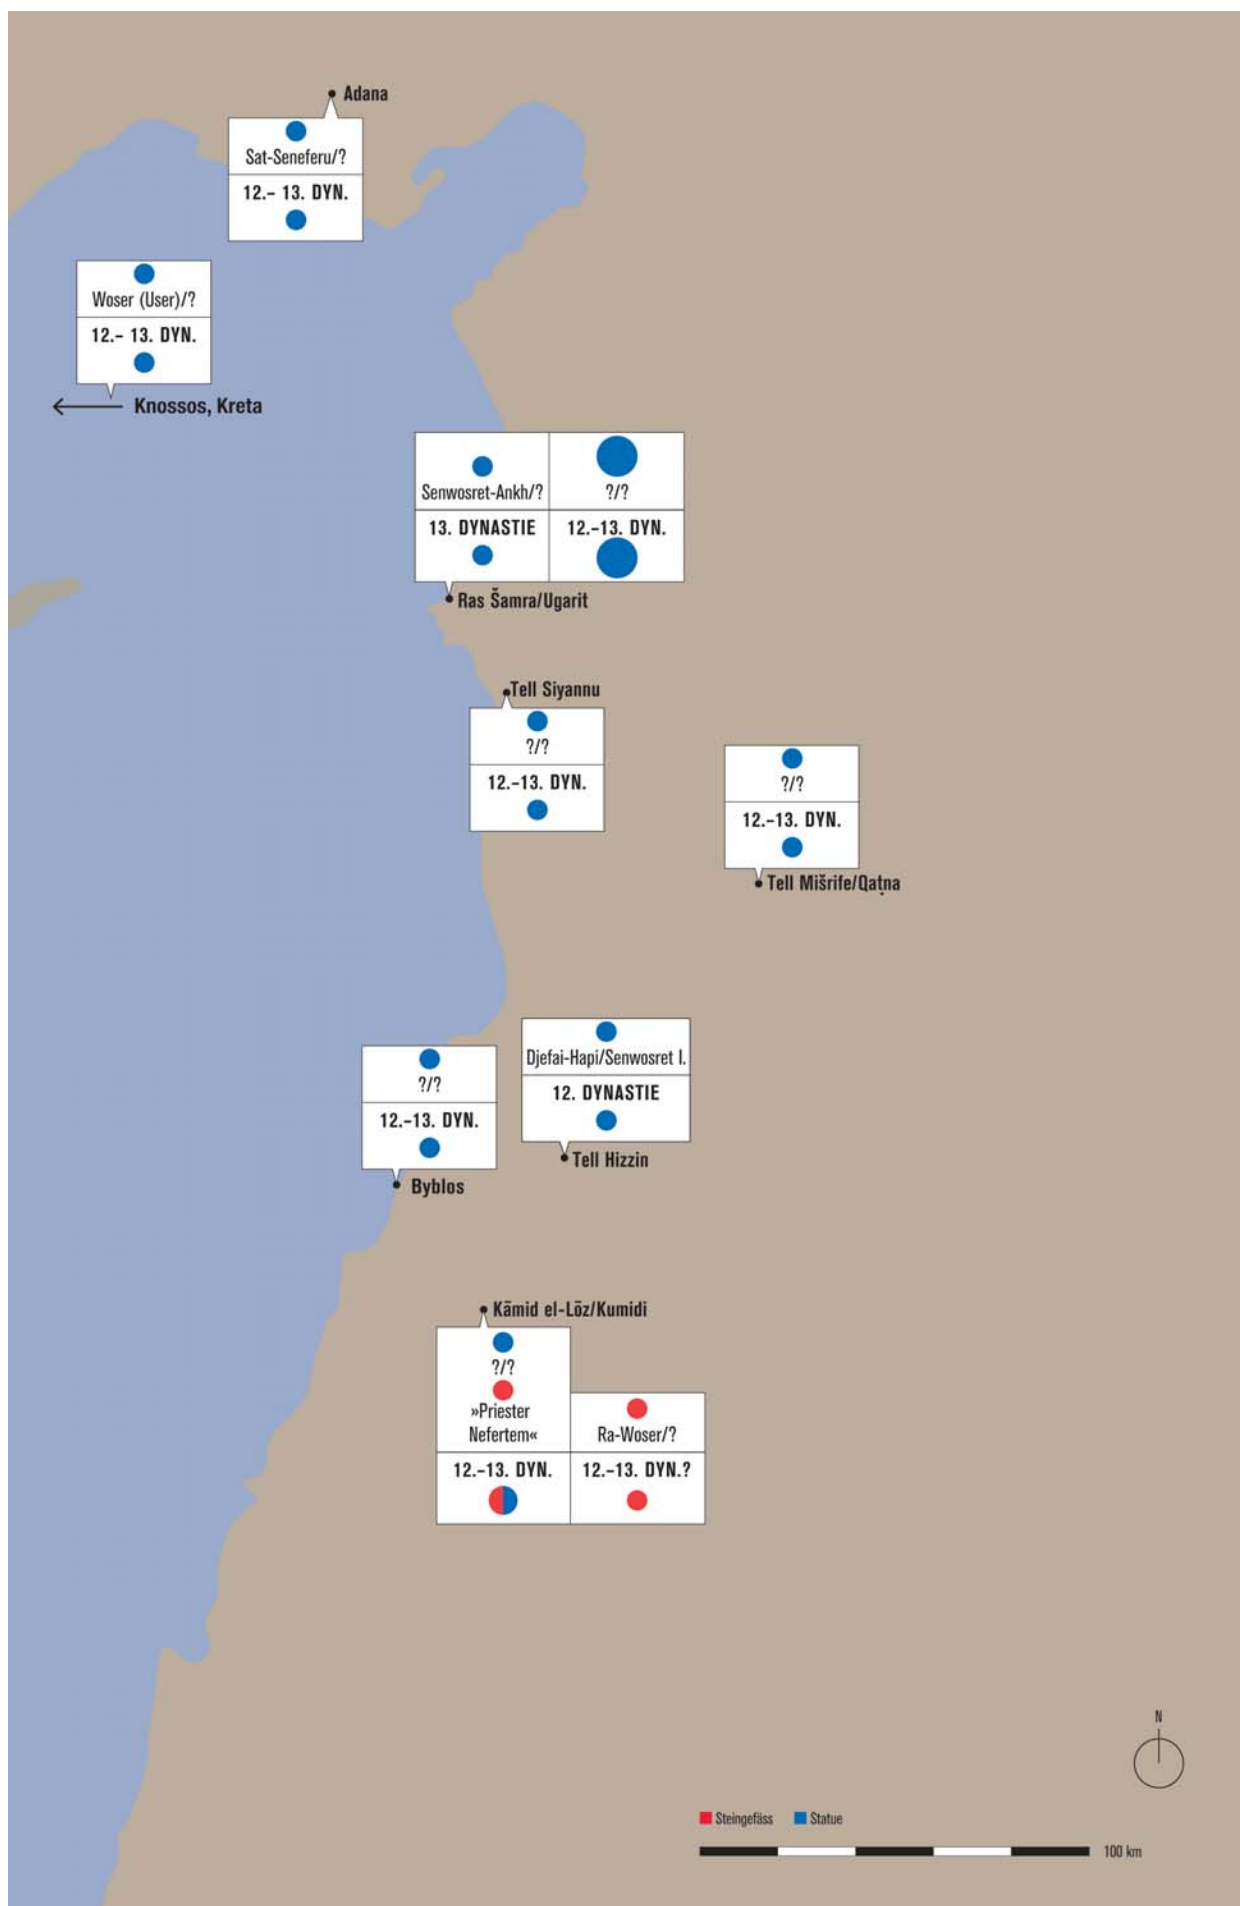 Adana
Sat-Seneferu/?
12.– 13. DYN.
Woser (User)/?
12.– 13. DYN.
Knossos, Kreta
Senwosret-Ankh/?
13. DYNASTIE
?/?
12.–13. DYN.
Ras Šamra/Ugarit
Tell Siyannu
?/?
12.–13. DYN.
?/?
12.–13. DYN.
Tell Mišrife/Qaṭna
Djefai-Hapi/Senwosret I.
12. DYNASTIE
Tell Hizzin
?/?
12.–13. DYN.
Byblos
Kāmid el-Lōz/Kumidi
?/?
»Priester
Nefertem«
12.–13. DYN.
Ra-Woser/?
12.–13. DYN.?
N
Steingefäss
Statue
100 km